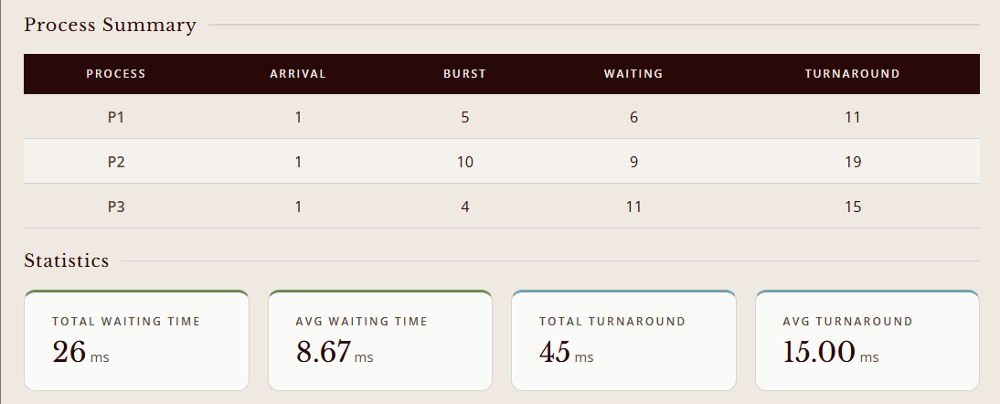 Process Summary
PROCESS ARRIVAL BURST WAITING TURNAROUND
P1 1 5 6 11
P2 1 10 9 19
P3 1 4 11 15
Statistics
TOTAL WAITING TIME AVG WAITING TIME TOTAL TURNAROUND AVG TURNAROUND
26 ms 8.67 ms 45 ms 15.00 ms